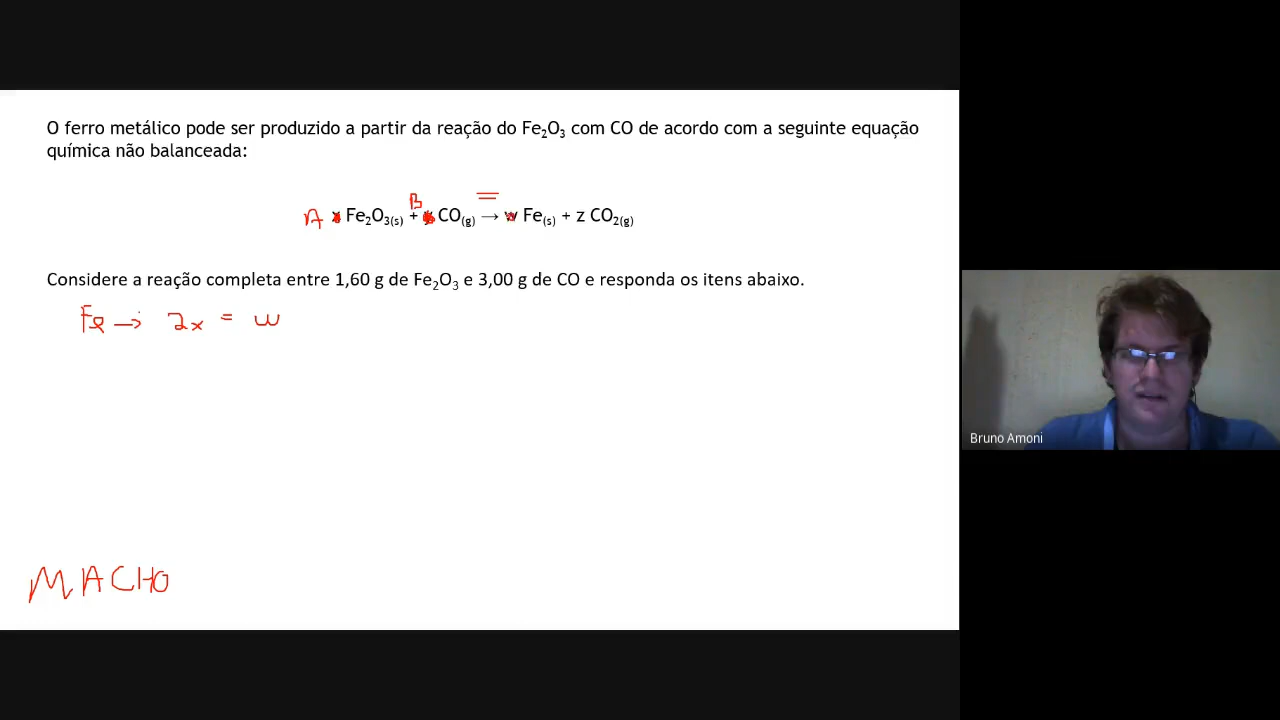 O ferro metálico pode ser produzido a partir da reação do Fe₂O₃ com CO de acordo com a seguinte equação
química não balanceada:
A Fe₂O₃(s) + B CO(g) → w Fe(s) + z CO₂(g)
Considere a reação completa entre 1,60 g de Fe₂O₃ e 3,00 g de CO e responda os itens abaixo.
Fe → 2x = w
Bruno Amoni
MACHO